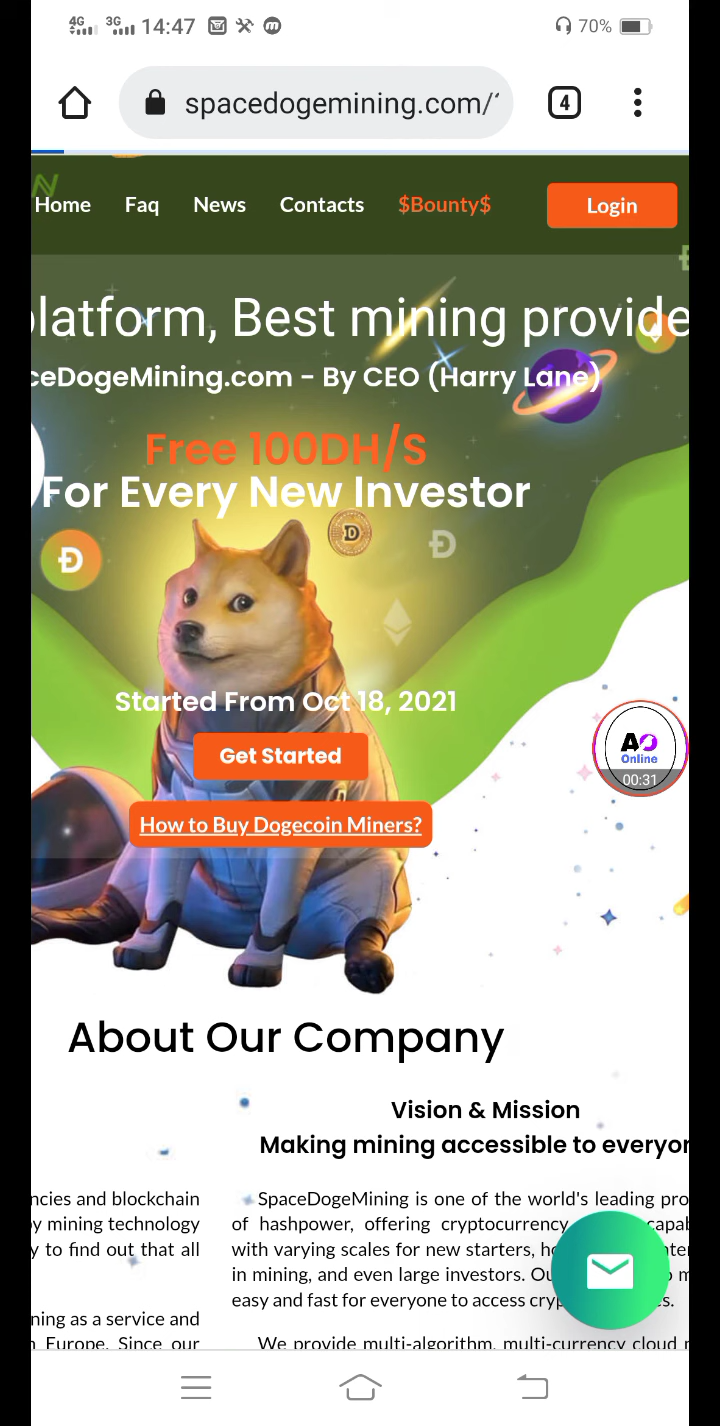 4G 3G 14:47 70%
spacedogemining.com/
4
Home Faq News Contacts $Bounty$ Login
platform, Best mining provide
ceDogeMining.com - By CEO (Harry Lane)
Free 100DH/S
For Every New Investor
Started From Oct 18, 2021
Get Started
AO
Online
00:31
How to Buy Dogecoin Miners?
About Our Company
Vision & Mission
Making mining accessible to everyon
ncies and blockchain
y mining technology
y to find out that all
ning as a service and
Europe. Since our
SpaceDogeMining is one of the world's leading pro
of hashpower, offering cryptocurrency capab
with varying scales for new starters,
in mining, and even large investors.
easy and fast for everyone to access
We provide multi-algorithm, multi-currency cloud